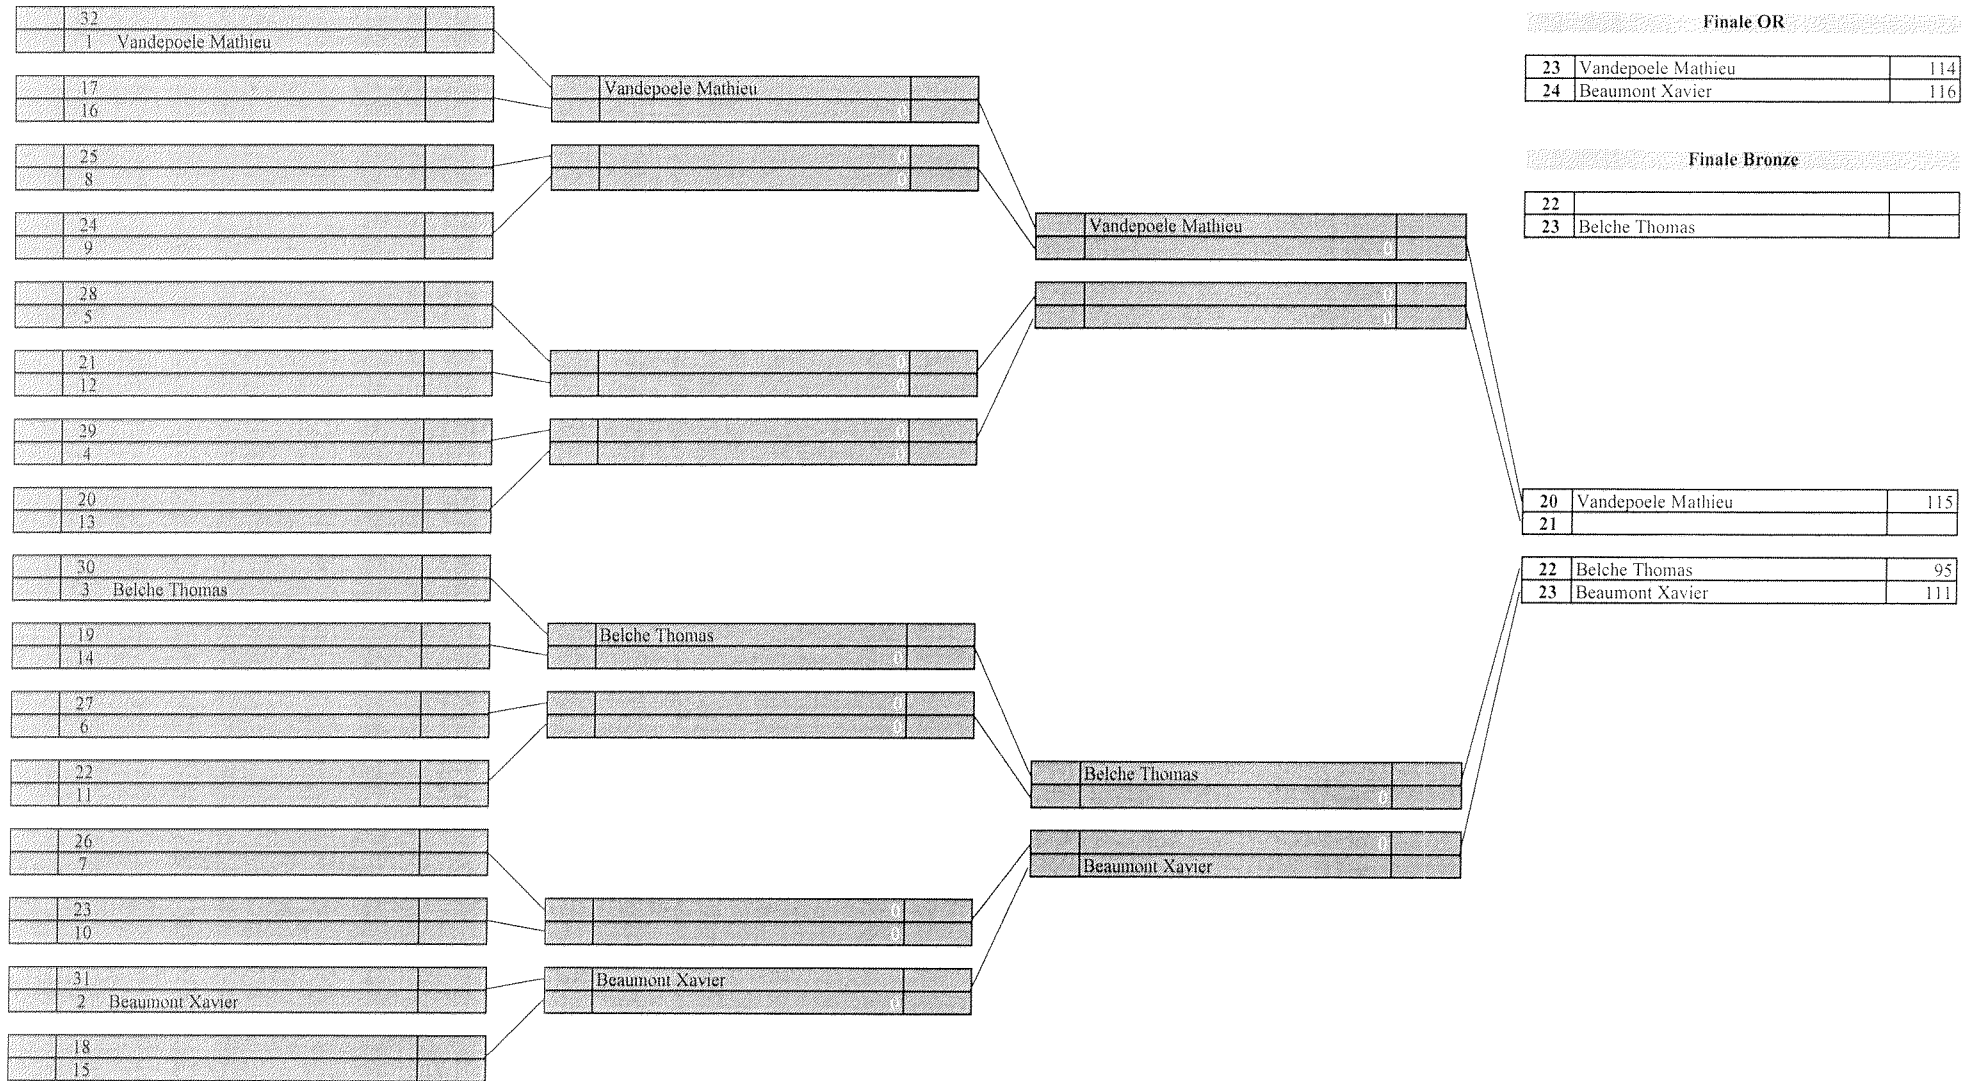 32
1 Vandepoele Mathieu
17
16
25
8
24
9
28
5
21
12
29
4
20
13
30
3 Belche Thomas
19
14
27
6
22
11
26
7
23
10
31
2 Beaumont Xavier
18
15
Vandepoele Mathieu
0
0
0
0
0
0
0
Belche Thomas
0
0
0
0
0
Beaumont Xavier
0
Vandepoele Mathieu
0
0
0
Belche Thomas
0
0
Beaumont Xavier
Finale OR
23 Vandepoele Mathieu 114
24 Beaumont Xavier 116
Finale Bronze
22
23 Belche Thomas
20 Vandepoele Mathieu 115
21
22 Belche Thomas 95
23 Beaumont Xavier 111